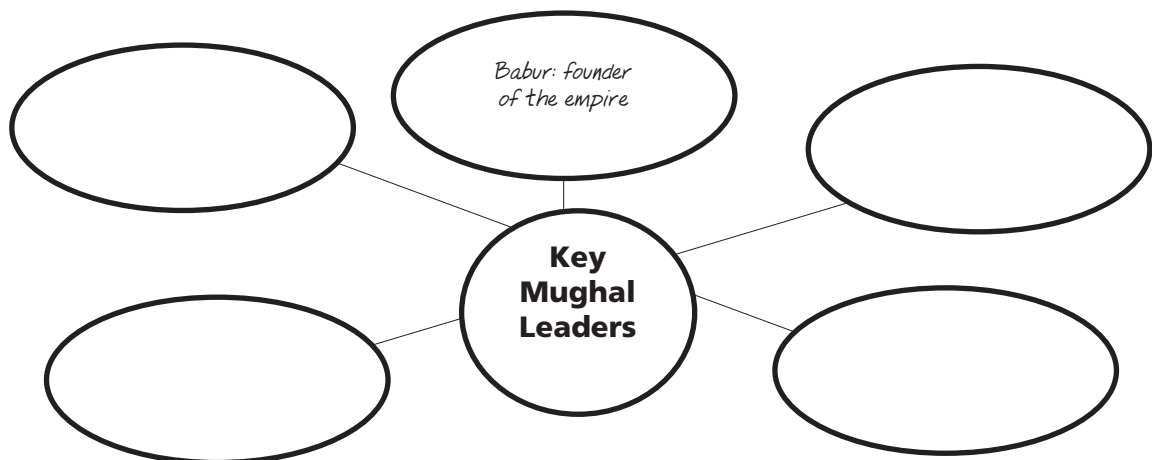 Babur: founder
of the empire
Key
Mughal
Leaders